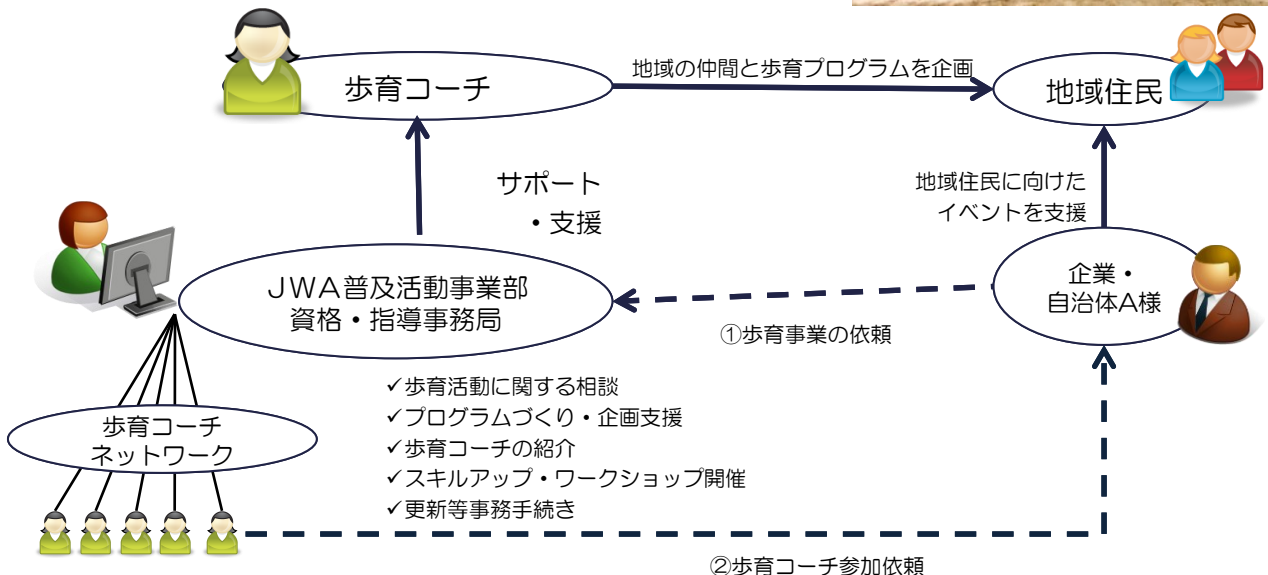 地域の仲間と歩育プログラムを企画
歩育コーチ
地域住民
サポート
・支援
地域住民に向けた
イベントを支援
JWA普及活動事業部
資格・指導事務局
企業・
自治体A様
①歩育事業の依頼
✓歩育活動に関する相談
✓プログラムづくり・企画支援
✓歩育コーチの紹介
✓スキルアップ・ワークショップ開催
✓更新等事務手続き
歩育コーチ
ネットワーク
②歩育コーチ参加依頼